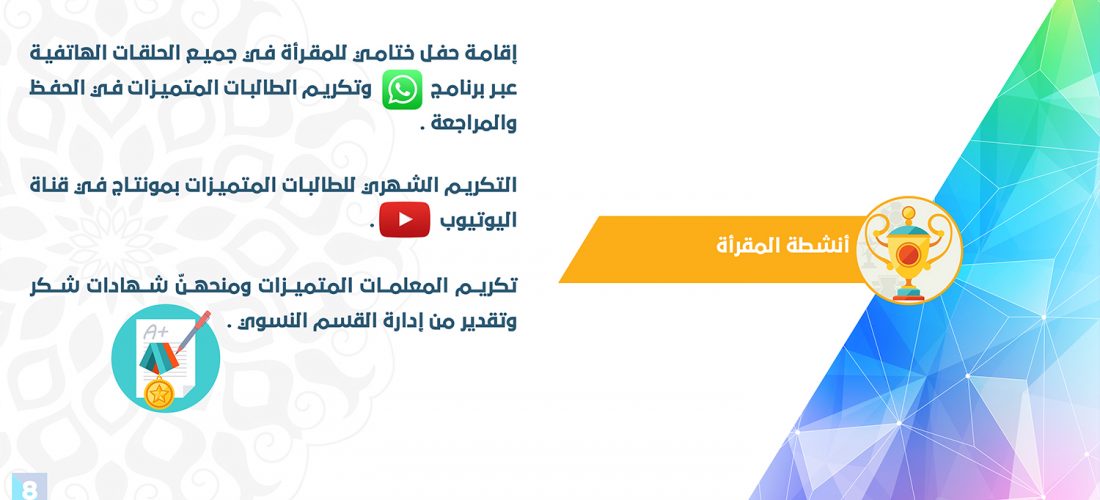 أنشطة المقرأة
إقامة حفل ختامي للمقرأة في جميع الحلقات الهاتفية
عبر برنامج وتكريم الطالبات المتميزات في الحفظ
والمراجعة .
التكريم الشهري للطالبات المتميزات بمونتاج في قناة
اليوتيوب .
تكريم المعلمات المتميزات ومنحهنّ شهادات شكر
وتقدير من إدارة القسم النسوي .
A+
8